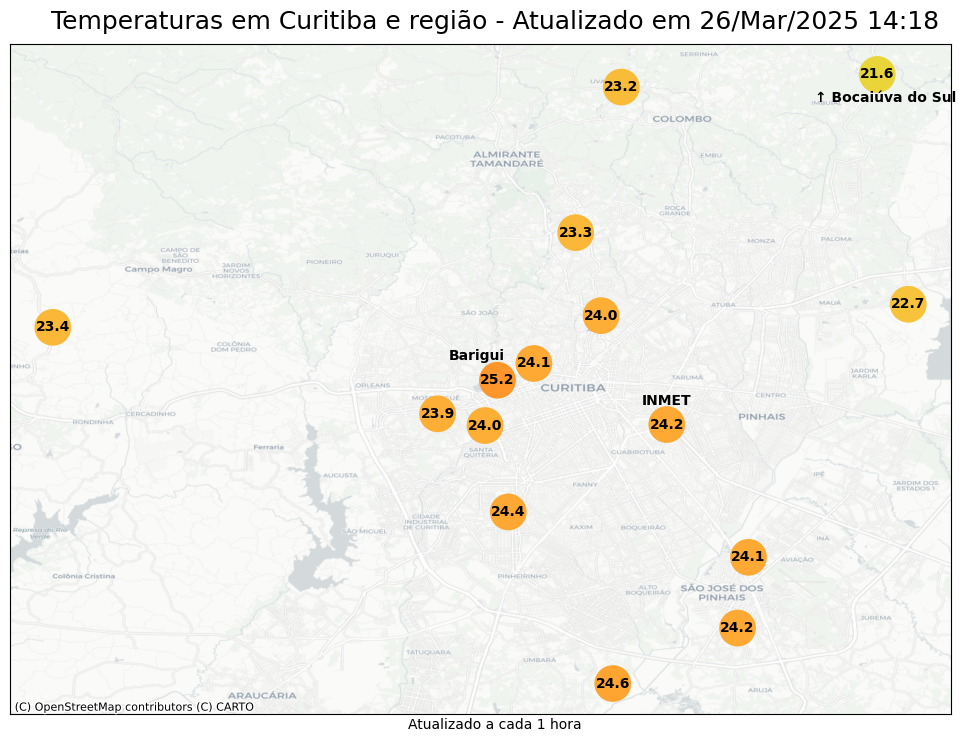 Temperaturas em Curitiba e região - Atualizado em 26/Mar/2025 14:18
SERRINHA
21.6
23.2
↑ Bocaiúva do Sul
COLOMBO
PACOTUBA
ALMIRANTE
TAMANDARÉ
EMBU
ROÇA
GRANDE
23.3
MONZA
PALOMA
CAMPO DE
SÃO
BENEDITO
JURUQUI
PIONEIRO
Campo Magro
JARDIM
NOVOS
HORIZONTES
22.7
MAUÁ
ATUBA
SÃO JOÃO
24.0
23.4
COLÔNIA
DOM PEDRO
Barigui
24.1
25.2
CURITIBA
TARUMÃ
JARDIM
KARLA
ORLEANS
CENTRO
INMET
24.2
PINHAIS
23.9
24.0
CERCADINHO
RONDINHA
Ferraria
SANTA
QUITÉRIA
GUABIROTUBA
AUGUSTA
IPÊ
FANNY
JARDIM DOS
ESTADOS I
24.4
CIDADE
INDUSTRIAL
DE CURITIBA
SÃO MIGUEL
XAXIM
BOQUEIRÃO
Represa do Rio
Verde
INÁ
24.1
AVIAÇÃO
Colônia Cristina
PINHEIRINHO
ALTO
BOQUEIRÃO
SÃO JOSÉ DOS
PINHAIS
24.2
JUREMA
TATUQUARA
UMBARÁ
24.6
ARUJÁ
ARAUCÁRIA
(C) OpenStreetMap contributors (C) CARTO
Atualizado a cada 1 hora